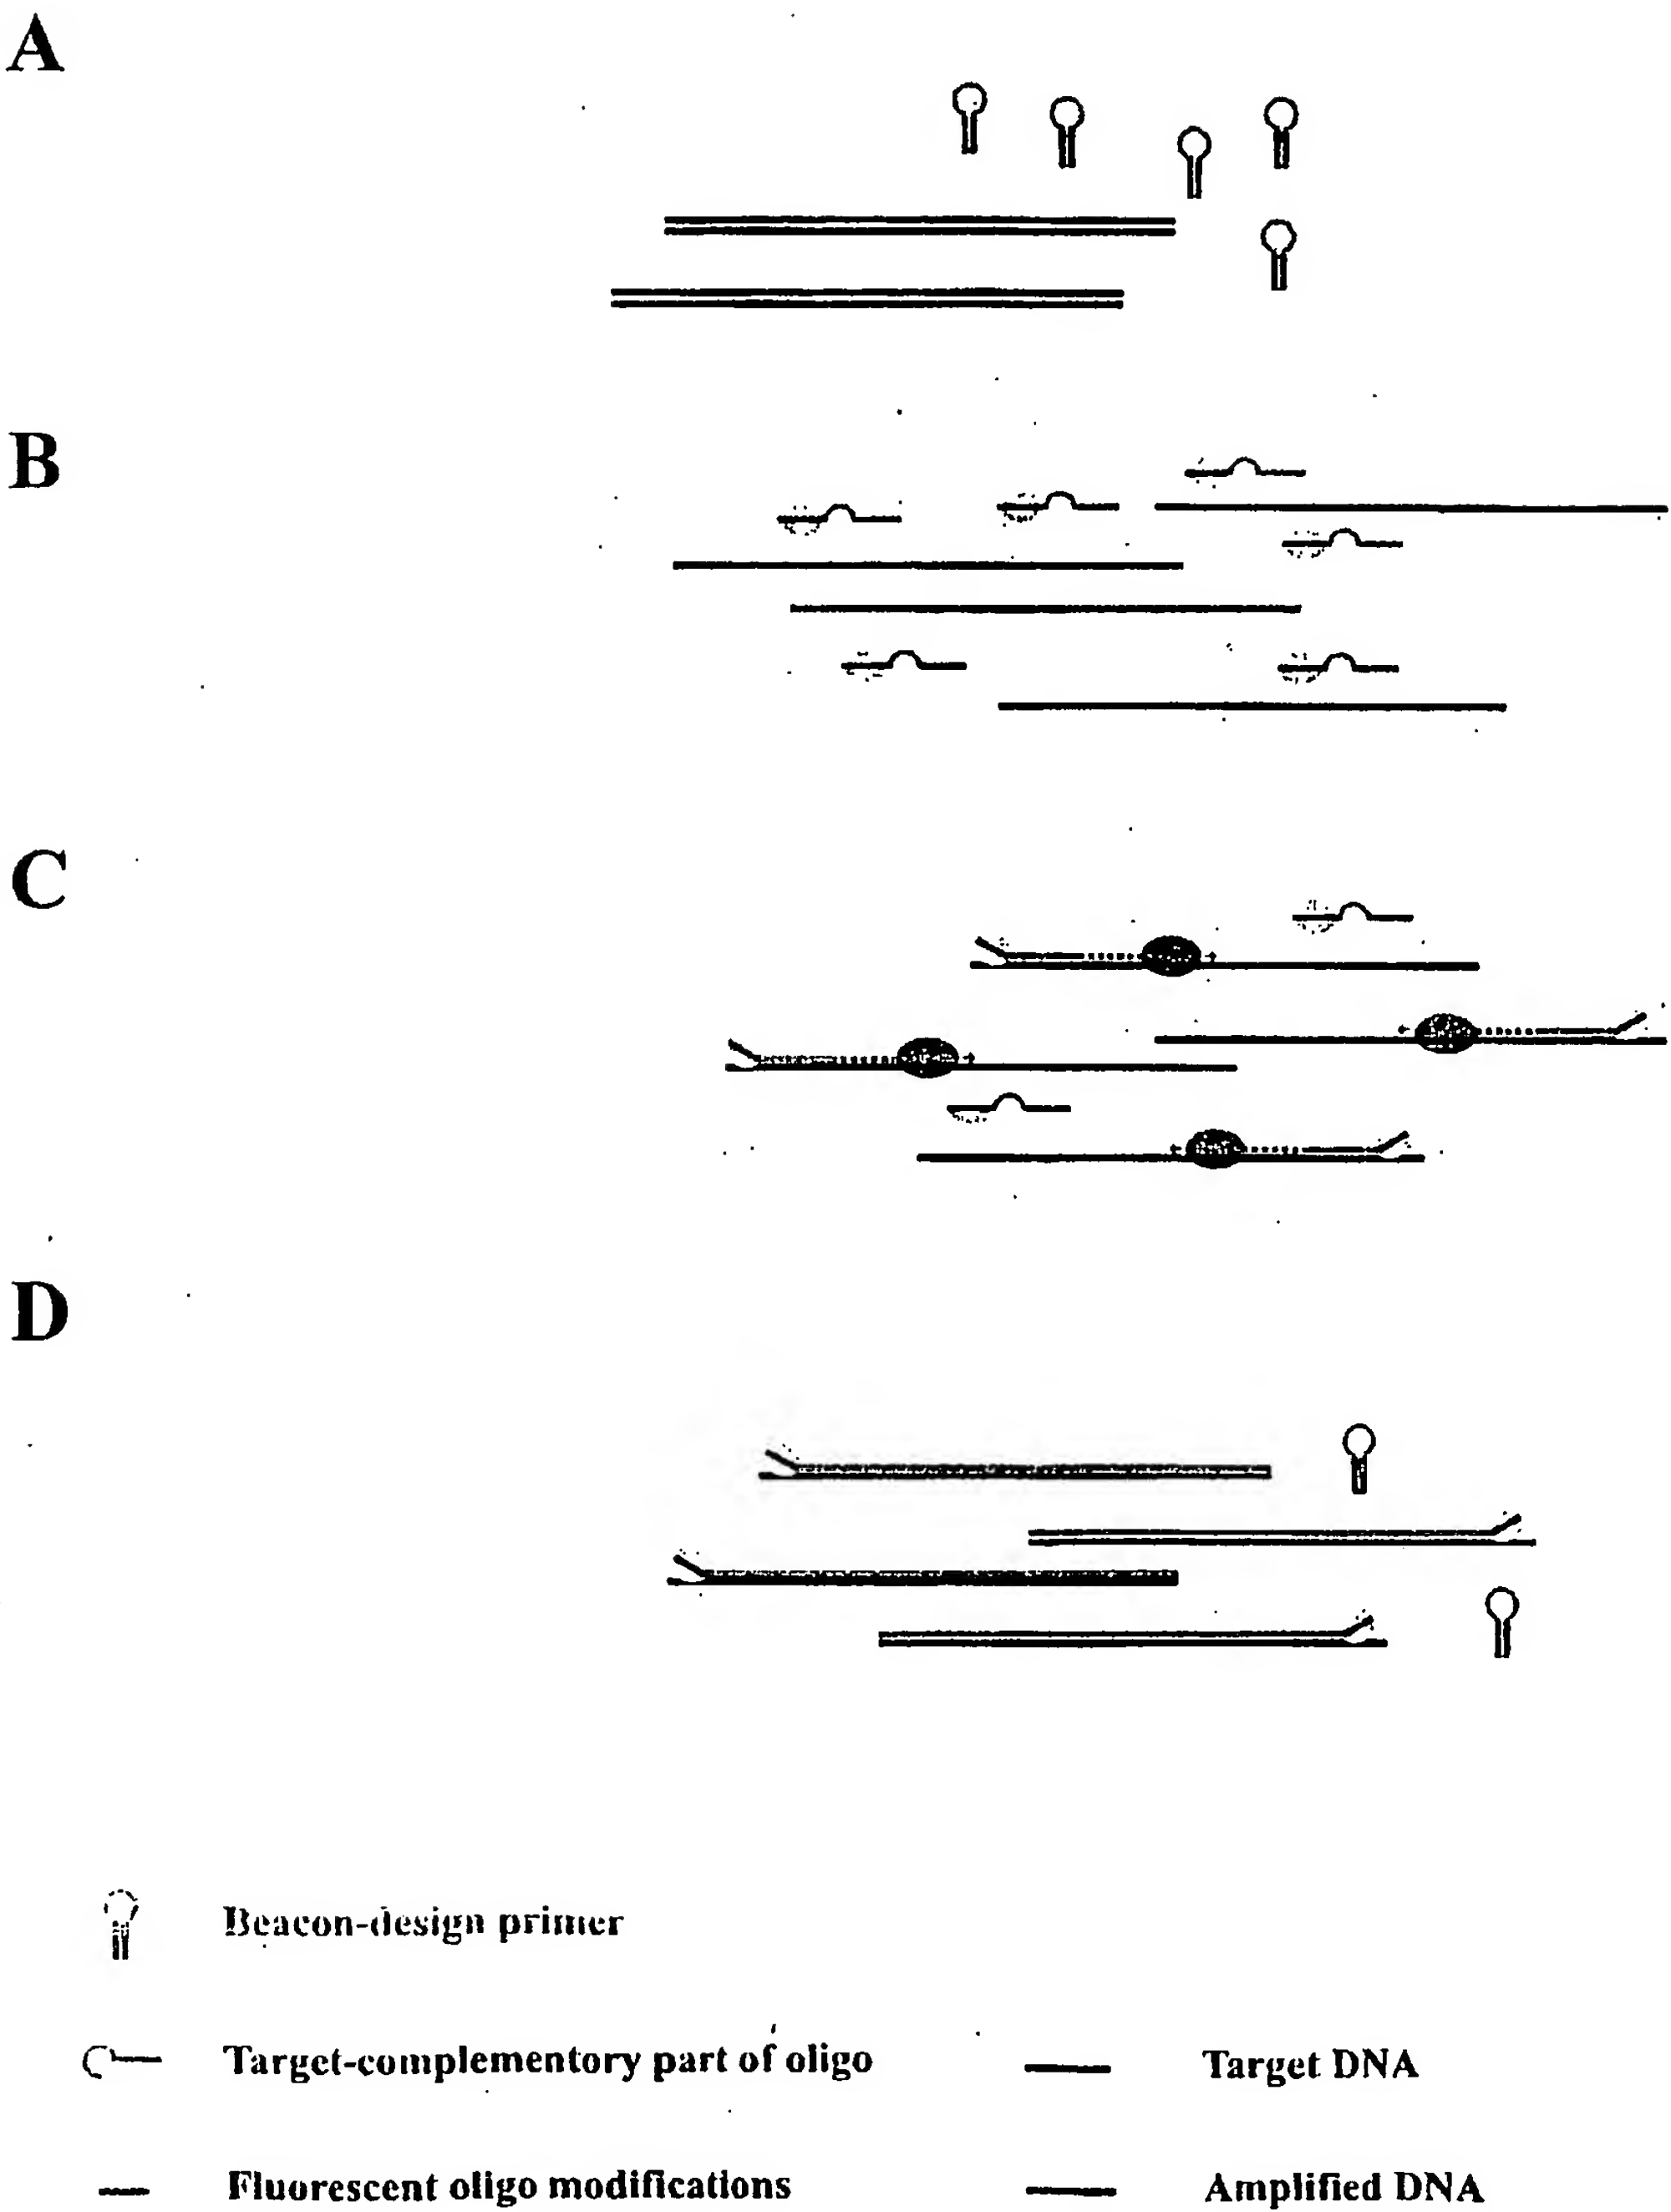 A
B
C
D
Beacon-design primer
Target-complementory part of oligo
Target DNA
Fluorescent oligo modifications
Amplified DNA